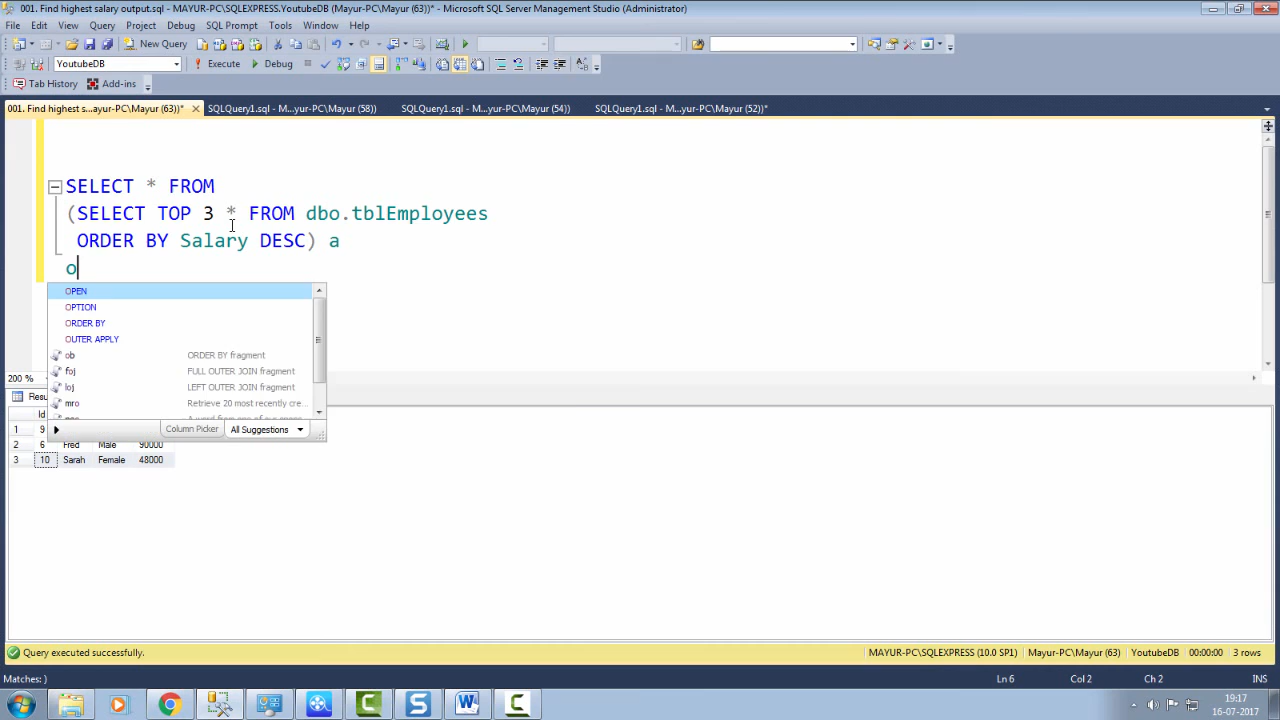 001. Find highest salary output.sql - MAYUR-PC\SQLEXPRESS.YoutubeDB (Mayur-PC\Mayur (63))* - Microsoft SQL Server Management Studio (Administrator)
File Edit View Query Project Debug SQL Prompt Tools Window Help
New Query
YoutubeDB Execute Debug
Tab History Add-ins
001. Find highest s...ayur-PC\Mayur (63))* SQLQuery1.sql - M...yur-PC\Mayur (58)) SQLQuery1.sql - M...yur-PC\Mayur (54)) SQLQuery1.sql - M...yur-PC\Mayur (52))*
SELECT * FROM
(SELECT TOP 3 * FROM dbo.tblEmployees
ORDER BY Salary DESC) a
o
OPEN
OPTION
ORDER BY
OUTER APPLY
ob ORDER BY fragment
foj FULL OUTER JOIN fragment
loj LEFT OUTER JOIN fragment
mro Retrieve 20 most recently cre...
Column Picker All Suggestions
200 %
Id
1 9
2 6 Fred Male 90000
3 10 Sarah Female 48000
Query executed successfully. MAYUR-PC\SQLEXPRESS (10.0 SP1) Mayur-PC\Mayur (63) YoutubeDB 00:00:00 3 rows
Matches: ) Ln 6 Col 2 Ch 2 INS
19:17
16-07-2017